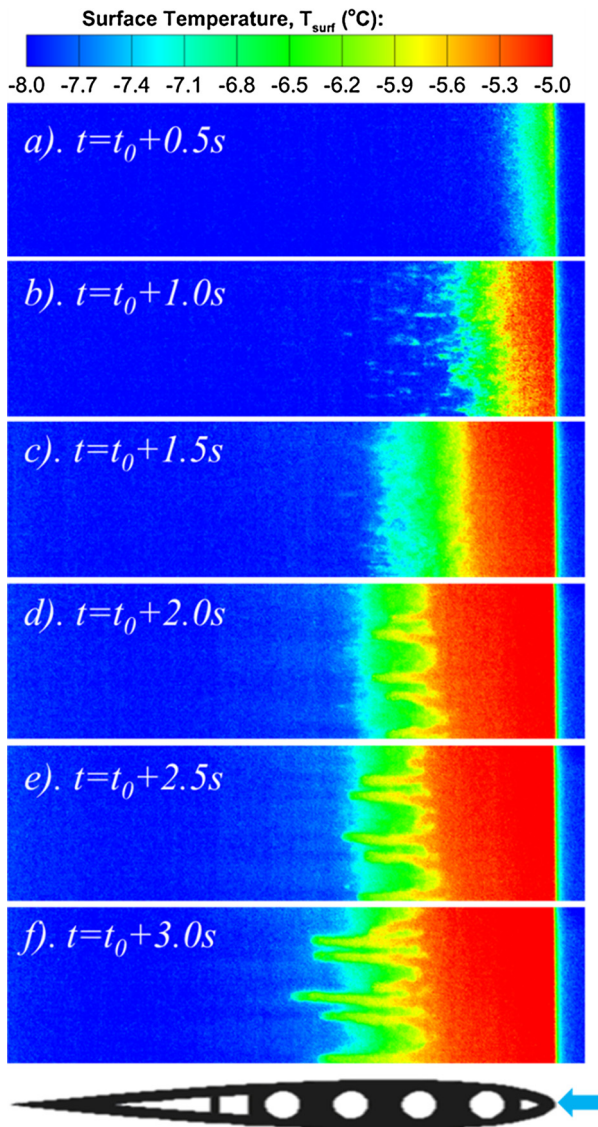 Surface Temperature, T_surf (°C):
-8.0 -7.7 -7.4 -7.1 -6.8 -6.5 -6.2 -5.9 -5.6 -5.3 -5.0
a). t=t₀+0.5s
b). t=t₀+1.0s
c). t=t₀+1.5s
d). t=t₀+2.0s
e). t=t₀+2.5s
f). t=t₀+3.0s